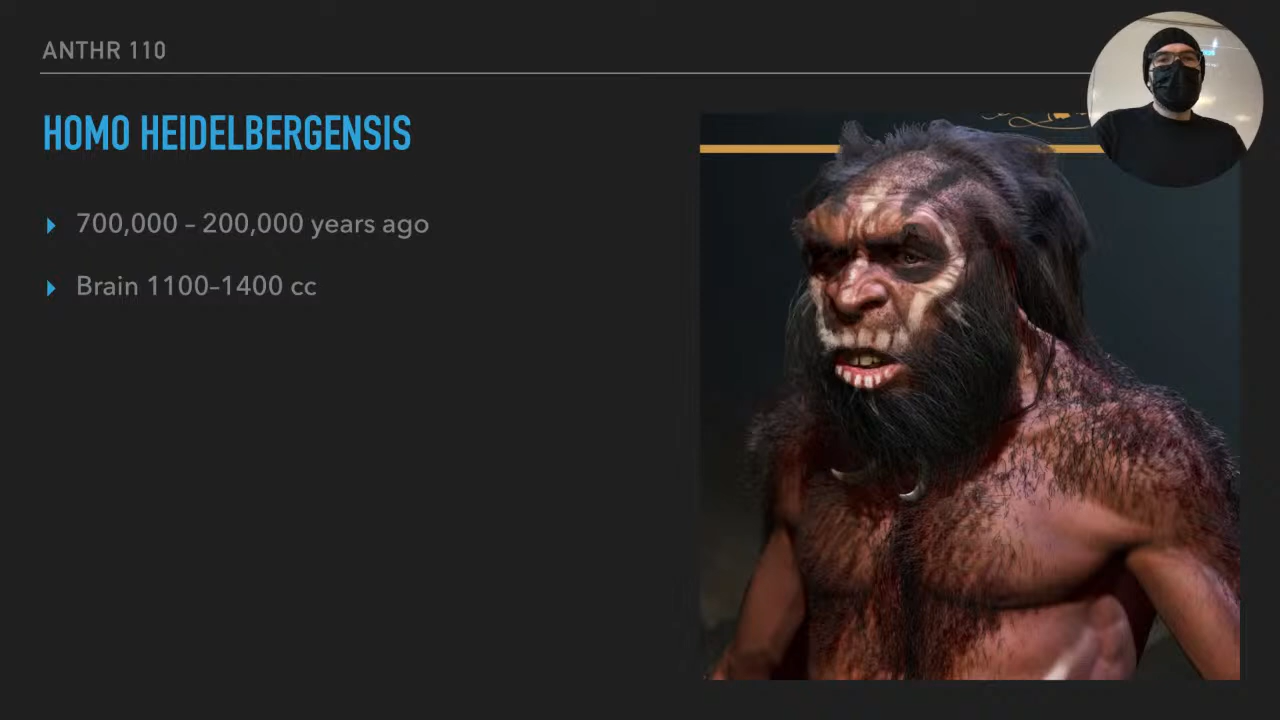 ANTHR 110
HOMO HEIDELBERGENSIS
700,000 – 200,000 years ago
Brain 1100–1400 cc